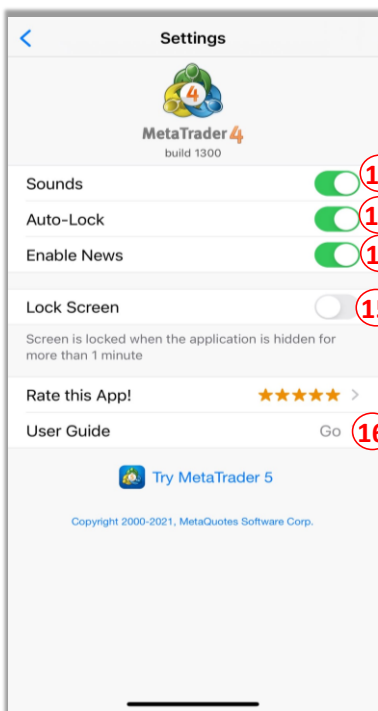 Settings
4
MetaTrader 4
build 1300
Sounds
Auto-Lock
Enable News
Lock Screen
Screen is locked when the application is hidden for
more than 1 minute
Rate this App!
User Guide Go
Try MetaTrader 5
Copyright 2000-2021, MetaQuotes Software Corp.